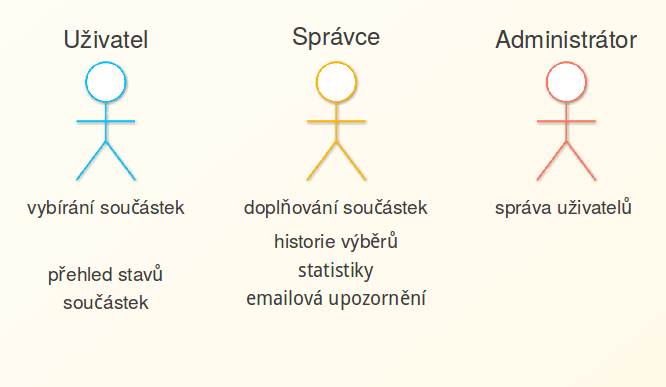 Uživatel
Správce
Administrátor
vybírání součástek
doplňování součástek
správa uživatelů
historie výběrů
přehled stavů
statistiky
součástek
emailová upozornění